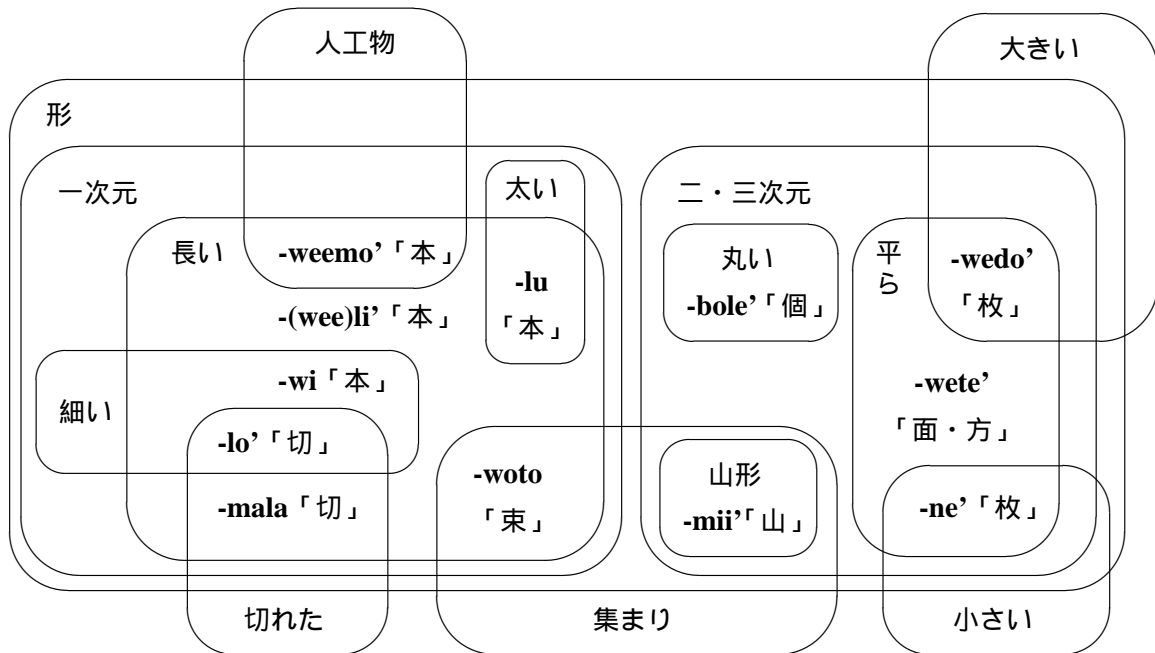 人工物
大きい
形
一次元
太い
二・三次元
長い
-weemo’「本」
丸い
平ら
-wedo’
「枚」
-lu
「本」
-bole’「個」
-(wee)li’「本」
-wi「本」
-wete’
「面・方」
細い
-lo’「切」
-woto
「束」
山形
-mala「切」
-mii’「山」
-ne’「枚」
切れた
集まり
小さい